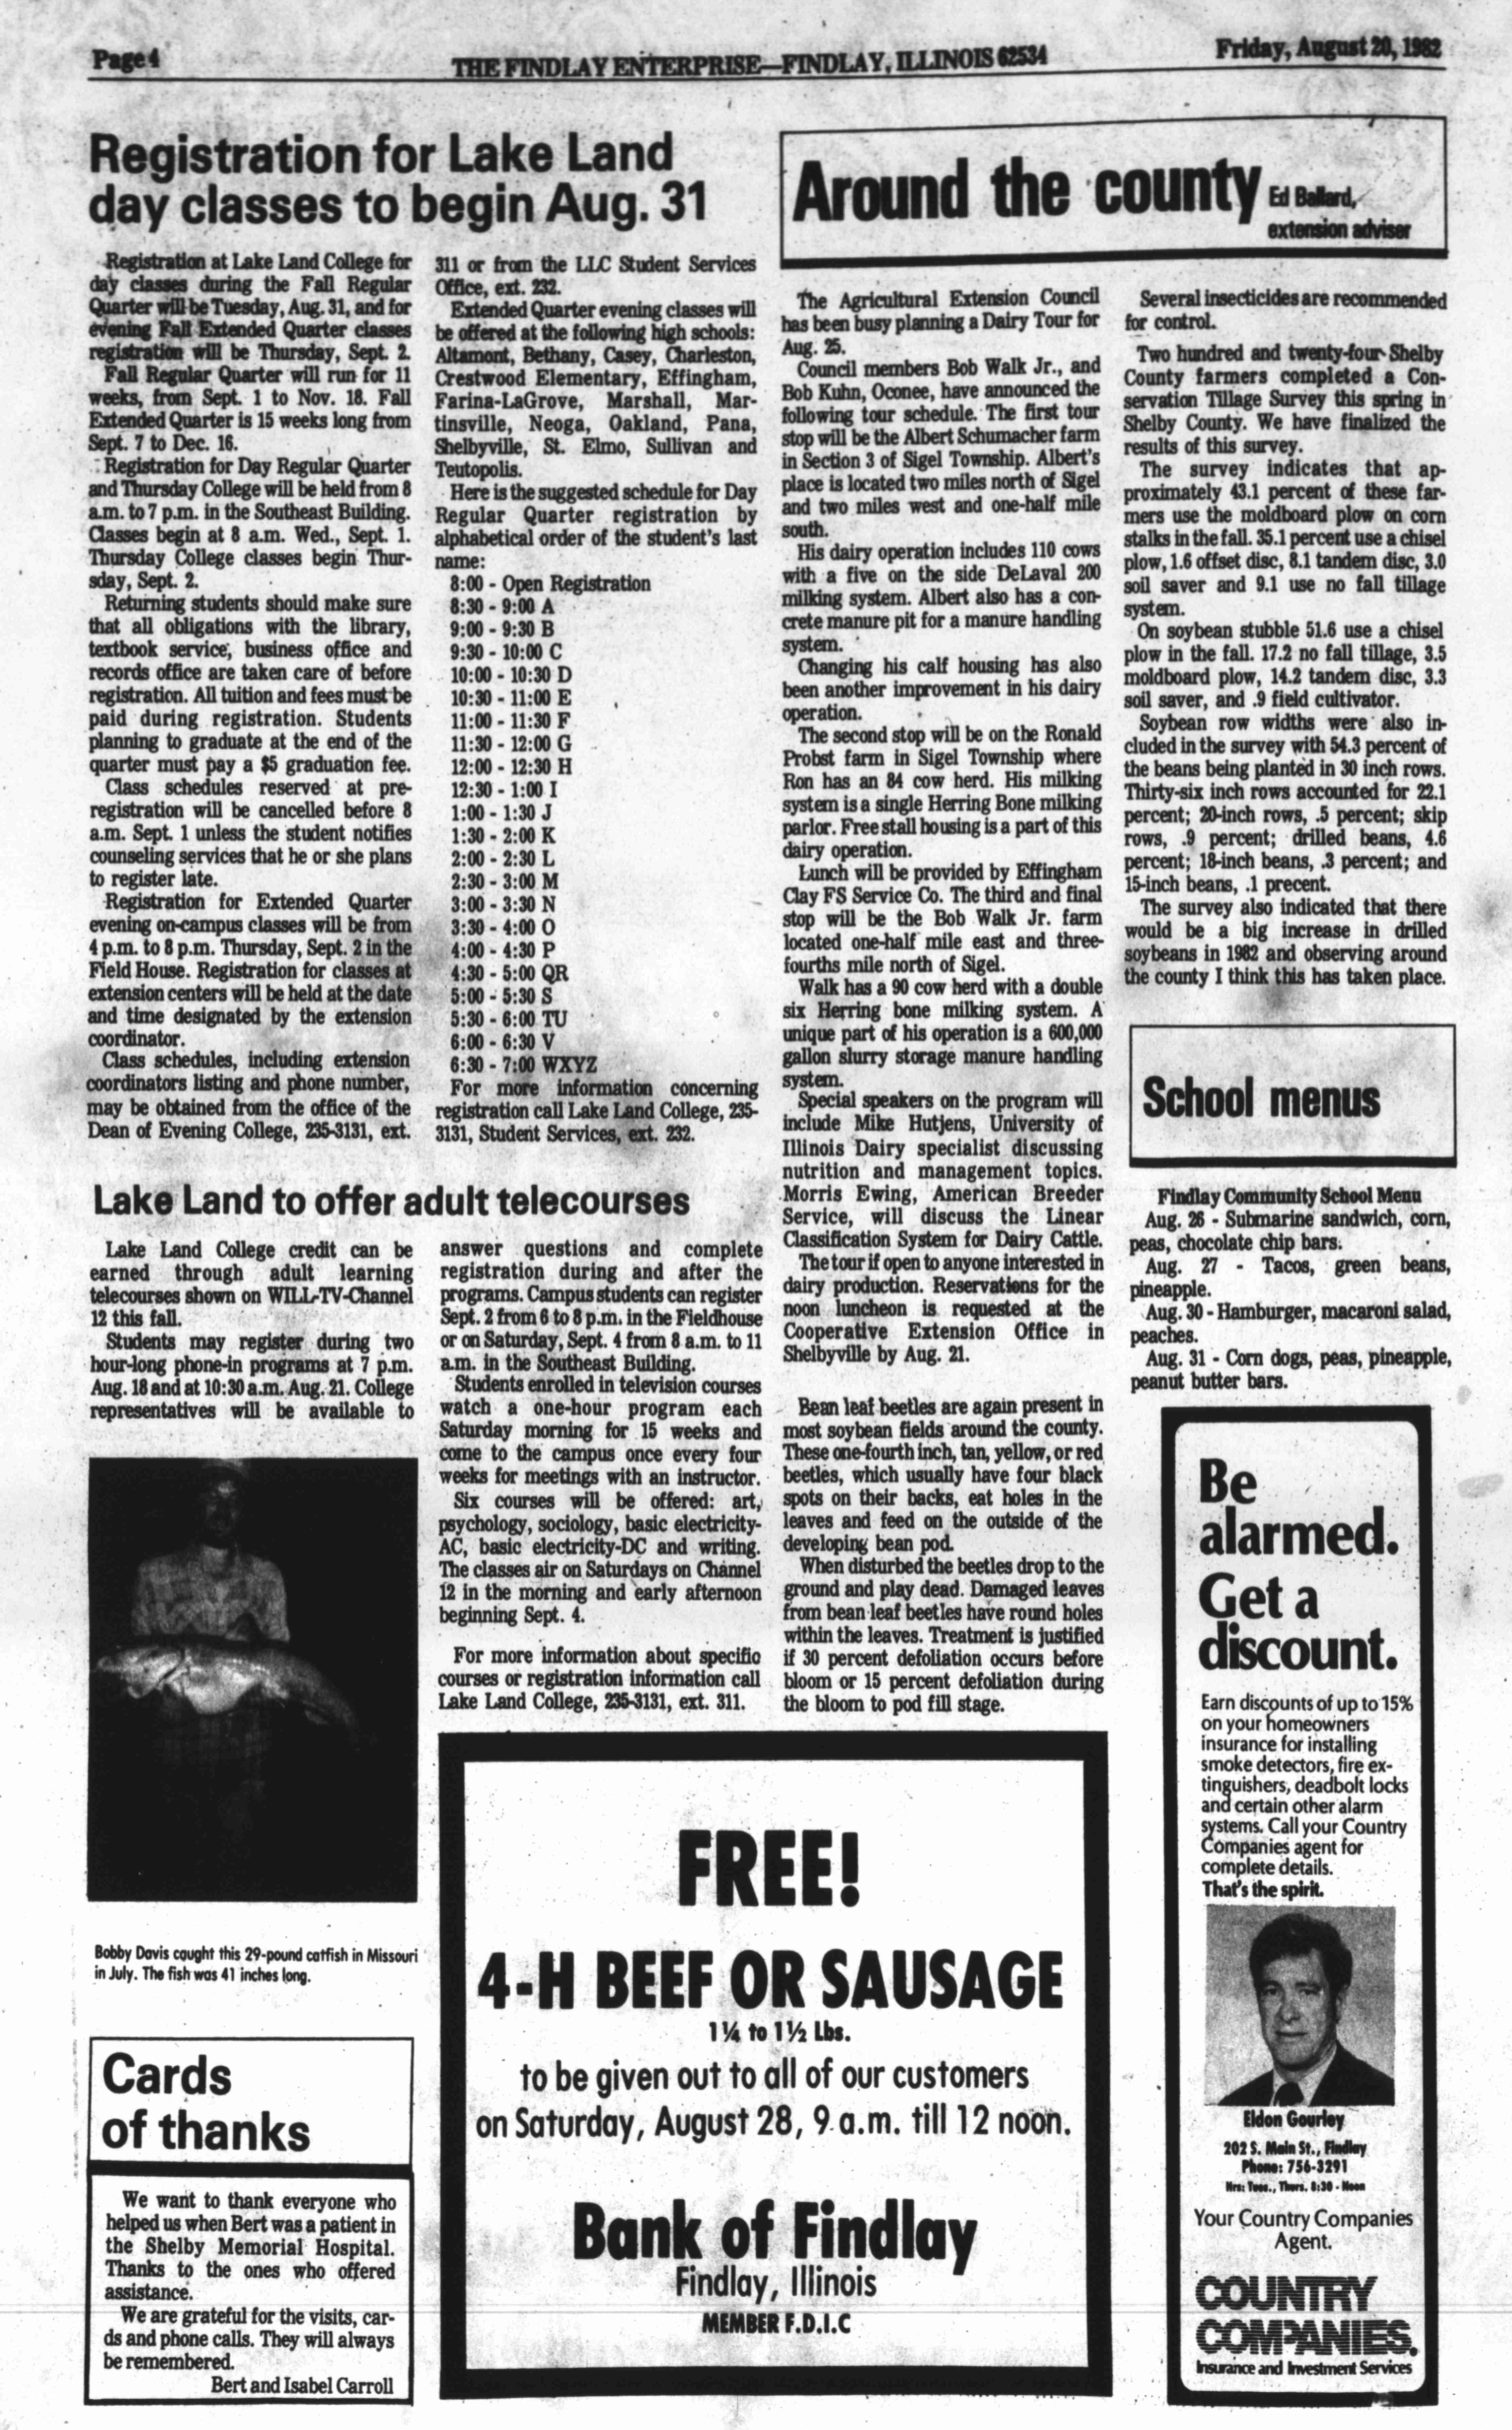 Page 4
THE FINDLAY ENTERPRISE—FINDLAY, ILLINOIS 62534
Friday, August 20, 1982
Registration for Lake Land
day classes to begin Aug. 31
Registration at Lake Land College for
day classes during the Fall Regular
Quarter will be Tuesday, Aug. 31, and for
evening Fall Extended Quarter classes
registration will be Thursday, Sept. 2.
Fall Regular Quarter will run for 11
weeks, from Sept. 1 to Nov. 18. Fall
Extended Quarter is 15 weeks long from
Sept. 7 to Dec. 16.
Registration for Day Regular Quarter
and Thursday College will be held from 8
a.m. to 7 p.m. in the Southeast Building.
Classes begin at 8 a.m. Wed., Sept. 1.
Thursday College classes begin Thur-
sday, Sept. 2.
Returning students should make sure
that all obligations with the library,
textbook service, business office and
records office are taken care of before
registration. All tuition and fees must be
paid during registration. Students
planning to graduate at the end of the
quarter must pay a $5 graduation fee.
Class schedules reserved at pre-
registration will be cancelled before 8
a.m. Sept. 1 unless the student notifies
counseling services that he or she plans
to register late.
Registration for Extended Quarter
evening on-campus classes will be from
4 p.m. to 8 p.m. Thursday, Sept. 2 in the
Field House. Registration for classes at
extension centers will be held at the date
and time designated by the extension
coordinator.
Class schedules, including extension
coordinators listing and phone number,
may be obtained from the office of the
Dean of Evening College, 235-3131, ext.
311 or from the LLC Student Services
Office, ext. 232.
Extended Quarter evening classes will
be offered at the following high schools:
Altamont, Bethany, Casey, Charleston,
Crestwood Elementary, Effingham,
Farina-LaGrove, Marshall, Mar-
tinsville, Neoga, Oakland, Pana,
Shelbyville, St. Elmo, Sullivan and
Teutopolis.
Here is the suggested schedule for Day
Regular Quarter registration by
alphabetical order of the student's last
name:
8:00 - Open Registration
8:30 - 9:00 A
9:00 - 9:30 B
9:30 - 10:00 C
10:00 - 10:30 D
10:30 - 11:00 E
11:00 - 11:30 F
11:30 - 12:00 G
12:00 - 12:30 H
12:30 - 1:00 I
1:00 - 1:30 J
1:30 - 2:00 K
2:00 - 2:30 L
2:30 - 3:00 M
3:00 - 3:30 N
3:30 - 4:00 O
4:00 - 4:30 P
4:30 - 5:00 QR
5:00 - 5:30 S
5:30 - 6:00 TU
6:00 - 6:30 V
6:30 - 7:00 WXYZ
For more information concerning
registration call Lake Land College, 235-
3131, Student Services, ext. 232.
Lake Land to offer adult telecourses
Lake Land College credit can be
earned through adult learning
telecourses shown on WILL-TV-Channel
12 this fall.
Students may register during two
hour-long phone-in programs at 7 p.m.
Aug. 18 and at 10:30 a.m. Aug. 21. College
representatives will be available to
answer questions and complete
registration during and after the
programs. Campus students can register
Sept. 2 from 6 to 8 p.m. in the Fieldhouse
or on Saturday, Sept. 4 from 8 a.m. to 11
a.m. in the Southeast Building.
Students enrolled in television courses
watch a one-hour program each
Saturday morning for 15 weeks and
come to the campus once every four
weeks for meetings with an instructor.
Six courses will be offered: art,
psychology, sociology, basic electricity-
AC, basic electricity-DC and writing.
The classes air on Saturdays on Channel
12 in the morning and early afternoon
beginning Sept. 4.
For more information about specific
courses or registration information call
Lake Land College, 235-3131, ext. 311.
Bobby Davis caught this 29-pound catfish in Missouri
in July. The fish was 41 inches long.
Cards
of thanks
We want to thank everyone who
helped us when Bert was a patient in
the Shelby Memorial Hospital.
Thanks to the ones who offered
assistance.
We are grateful for the visits, car-
ds and phone calls. They will always
be remembered.
Bert and Isabel Carroll
Around the county
Ed Ballard,
extension adviser
The Agricultural Extension Council
has been busy planning a Dairy Tour for
Aug. 25.
Council members Bob Walk Jr., and
Bob Kuhn, Oconee, have announced the
following tour schedule. The first tour
stop will be the Albert Schumacher farm
in Section 3 of Sigel Township. Albert's
place is located two miles north of Sigel
and two miles west and one-half mile
south.
His dairy operation includes 110 cows
with a five on the side DeLaval 200
milking system. Albert also has a con-
crete manure pit for a manure handling
system.
Changing his calf housing has also
been another improvement in his dairy
operation.
The second stop will be on the Ronald
Probst farm in Sigel Township where
Ron has an 84 cow herd. His milking
system is a single Herring Bone milking
parlor. Free stall housing is a part of this
dairy operation.
Lunch will be provided by Effingham
Clay FS Service Co. The third and final
stop will be the Bob Walk Jr. farm
located one-half mile east and three-
fourths mile north of Sigel.
Walk has a 90 cow herd with a double
six Herring bone milking system. A
unique part of his operation is a 600,000
gallon slurry storage manure handling
system.
Special speakers on the program will
include Mike Hutjens, University of
Illinois Dairy specialist discussing
nutrition and management topics.
Morris Ewing, American Breeder
Service, will discuss the Linear
Classification System for Dairy Cattle.
The tour if open to anyone interested in
dairy production. Reservations for the
noon luncheon is requested at the
Cooperative Extension Office in
Shelbyville by Aug. 21.
Bean leaf beetles are again present in
most soybean fields around the county.
These one-fourth inch, tan, yellow, or red
beetles, which usually have four black
spots on their backs, eat holes in the
leaves and feed on the outside of the
developing bean pod.
When disturbed the beetles drop to the
ground and play dead. Damaged leaves
from bean leaf beetles have round holes
within the leaves. Treatment is justified
if 30 percent defoliation occurs before
bloom or 15 percent defoliation during
the bloom to pod fill stage.
Several insecticides are recommended
for control.
Two hundred and twenty-four Shelby
County farmers completed a Con-
servation Tillage Survey this spring in
Shelby County. We have finalized the
results of this survey.
The survey indicates that ap-
proximately 43.1 percent of these far-
mers use the moldboard plow on corn
stalks in the fall. 35.1 percent use a chisel
plow, 1.6 offset disc, 8.1 tandem disc, 3.0
soil saver and 9.1 use no fall tillage
system.
On soybean stubble 51.6 use a chisel
plow in the fall. 17.2 no fall tillage, 3.5
moldboard plow, 14.2 tandem disc, 3.3
soil saver, and .9 field cultivator.
Soybean row widths were also in-
cluded in the survey with 54.3 percent of
the beans being planted in 30 inch rows.
Thirty-six inch rows accounted for 22.1
percent; 20-inch rows, .5 percent; skip
rows, .9 percent; drilled beans, 4.6
percent; 18-inch beans, .3 percent; and
15-inch beans, .1 precent.
The survey also indicated that there
would be a big increase in drilled
soybeans in 1982 and observing around
the county I think this has taken place.
School menus
Findlay Community School Menu
Aug. 26 - Submarine sandwich, corn,
peas, chocolate chip bars.
Aug. 27 - Tacos, green beans,
pineapple.
Aug. 30 - Hamburger, macaroni salad,
peaches.
Aug. 31 - Corn dogs, peas, pineapple,
peanut butter bars.
FREE!
4-H BEEF OR SAUSAGE
1¼ to 1½ Lbs.
to be given out to all of our customers
on Saturday, August 28, 9 a.m. till 12 noon.
Bank of Findlay
Findlay, Illinois
MEMBER F.D.I.C
Be
alarmed.
Get a
discount.
Earn discounts of up to 15%
on your homeowners
insurance for installing
smoke detectors, fire ex-
tinguishers, deadbolt locks
and certain other alarm
systems. Call your Country
Companies agent for
complete details.
That's the spirit.
Eldon Gourley
202 S. Main St., Findlay
Phone: 756-3291
Hrs: Tues., Thurs. 8:30 - Noon
Your Country Companies
Agent.
COUNTRY
COMPANIES.
Insurance and Investment Services